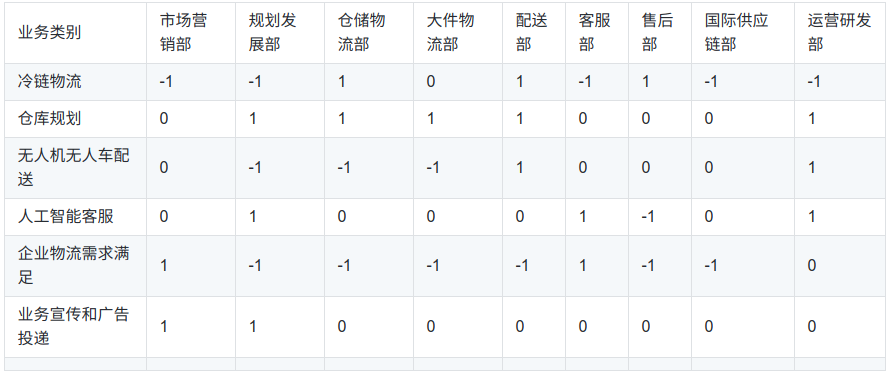 业务类别 市场营销部 规划发展部 仓储物流部 大件物流部 配送部 客服部 售后部 国际供应链部 运营研发部
冷链物流 -1 -1 1 0 1 -1 1 -1 -1
仓库规划 0 1 1 1 1 0 0 0 1
无人机无人车配送 0 -1 -1 -1 1 0 0 0 1
人工智能客服 0 1 0 0 0 1 -1 0 1
企业物流需求满足 1 -1 -1 -1 -1 1 -1 -1 0
业务宣传和广告投递 1 1 0 0 0 0 0 0 0